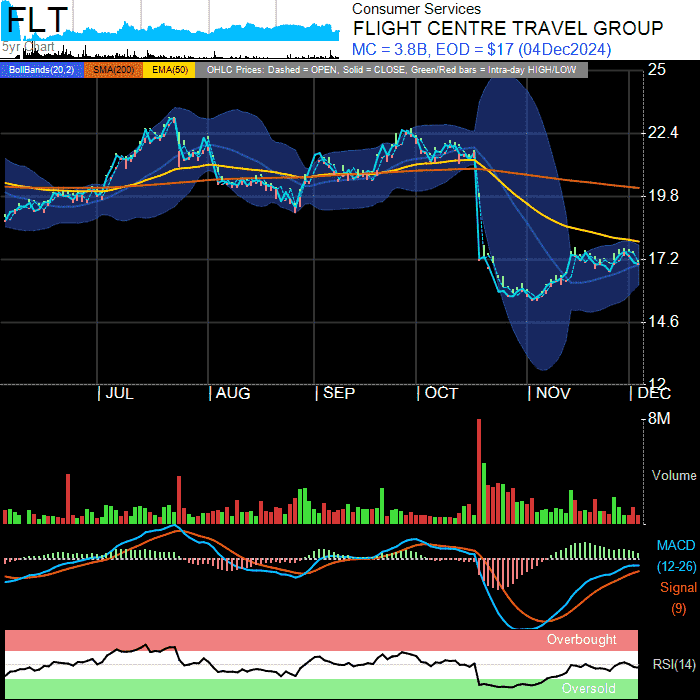 FLT
5yr Chart
Consumer Services
FLIGHT CENTRE TRAVEL GROUP
MC = 3.8B, EOD = $17 (04Dec2024)
BollBands(20,2) SMA(200) EMA(50) OHLC Prices: Dashed = OPEN, Solid = CLOSE, Green/Red bars = Intra-day HIGH/LOW
25
22.4
19.8
17.2
14.6
12
JUL AUG SEP OCT NOV DEC
8M
Volume
MACD
(12-26)
Signal
(9)
Overbought
RSI(14)
Oversold